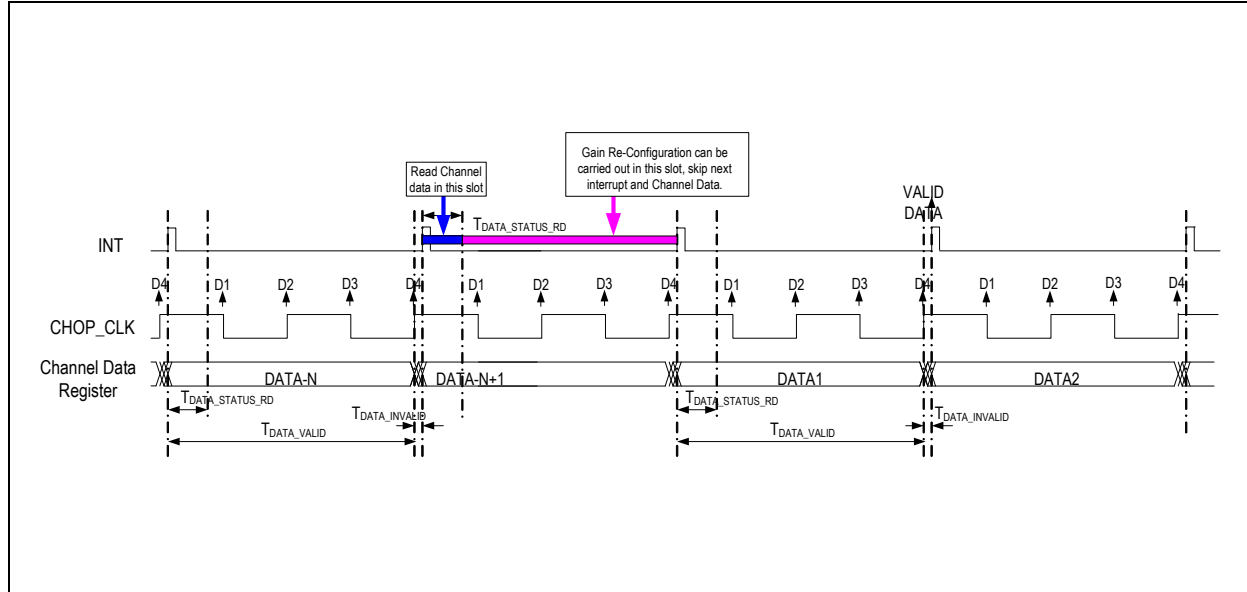 Read Channel
data in this slot
Gain Re-Configuration can be
carried out in this slot, skip next
interrupt and Channel Data.
VALID
DATA
TDATA_STATUS_RD
INT
D4 D1 D2 D3 D4 D1 D2 D3 D4 D1 D2 D3 D4 D1 D2 D3 D4
CHOP_CLK
Channel Data
Register
DATA-N DATA-N+1 DATA1 DATA2
TDATA_STATUS_RD TDATA_STATUS_RD
TDATA_INVALID TDATA_INVALID
TDATA_VALID TDATA_VALID